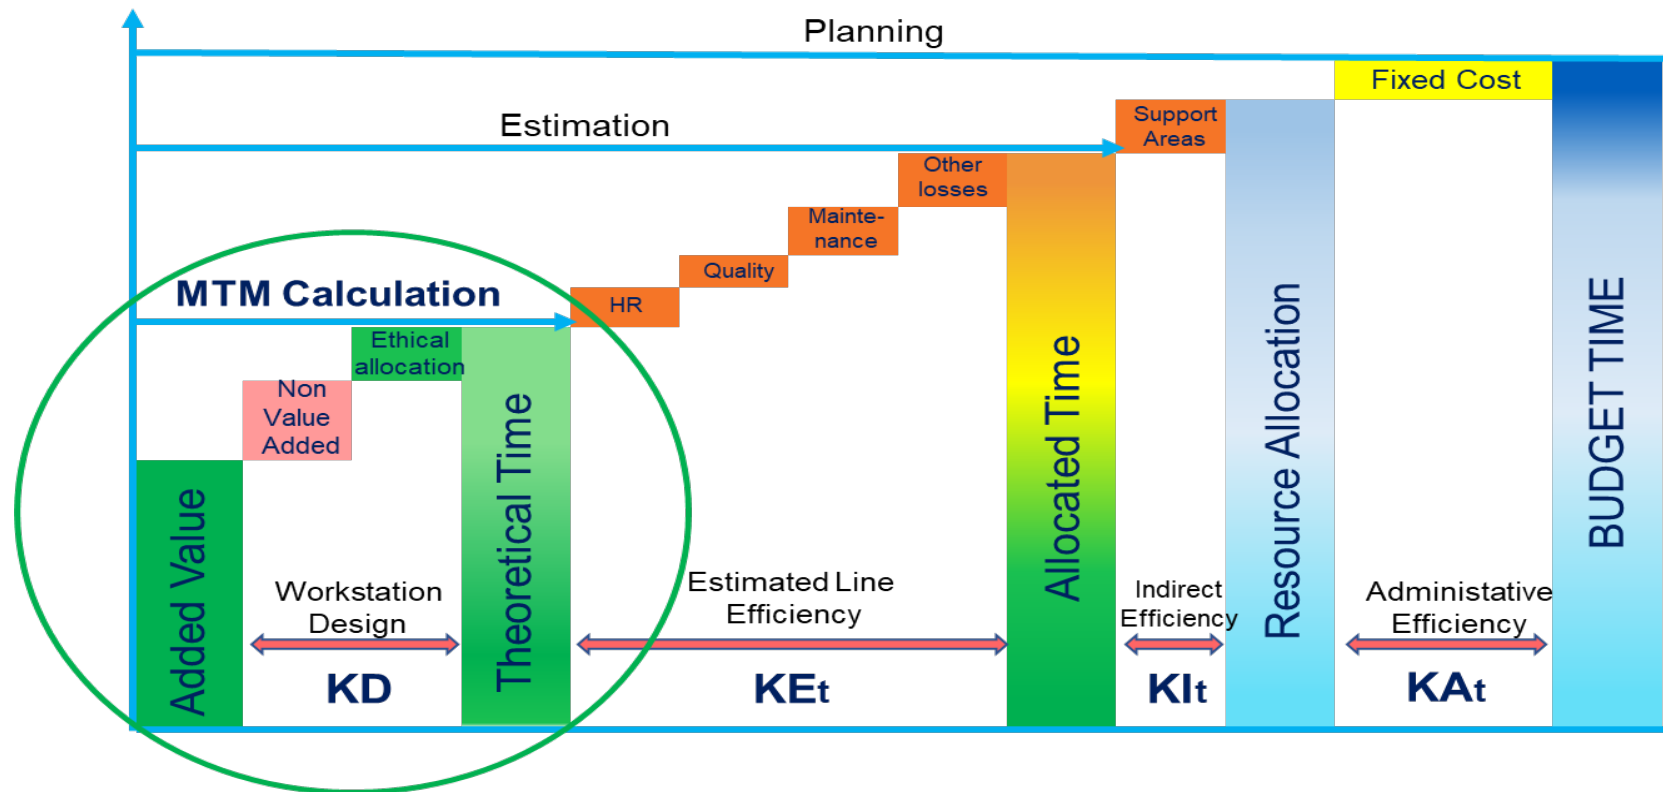 Planning
Fixed Cost
Estimation
Support
Areas
Other
losses
Mainte-
nance
Quality
HR
MTM Calculation
Ethical
allocation
Non
Value
Added
Added Value
Workstation
Design
KD
Theoretical Time
Estimated Line
Efficiency
KEt
Allocated Time
Indirect
Efficiency
KIt
Resource Allocation
Administative
Efficiency
KAt
BUDGET TIME